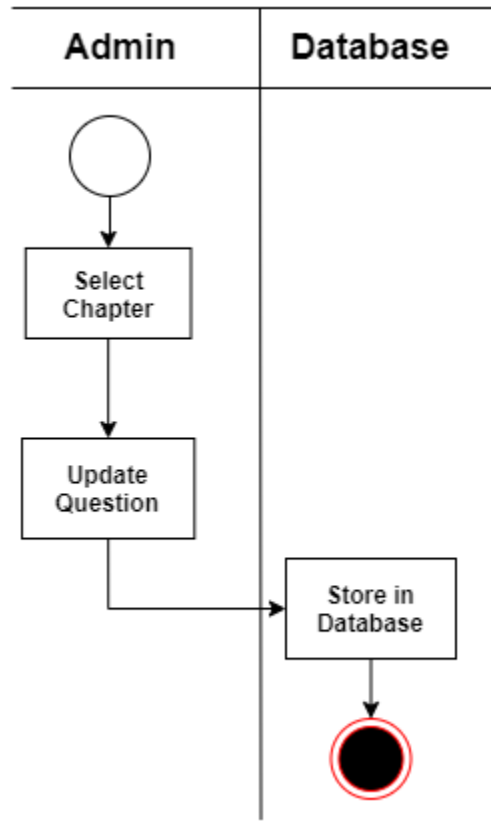 Admin
Database
Select
Chapter
Update
Question
Store in
Database